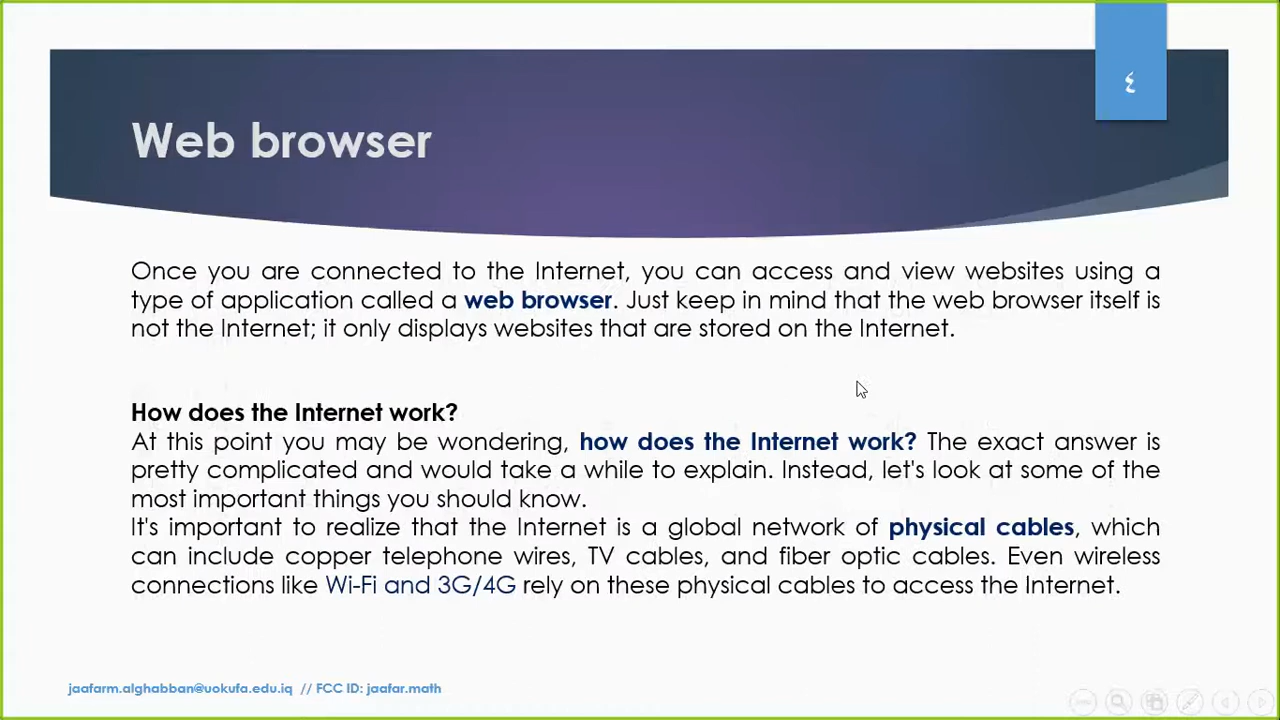 ٤
Web browser
Once you are connected to the Internet, you can access and view websites using a
type of application called a web browser. Just keep in mind that the web browser itself is
not the Internet; it only displays websites that are stored on the Internet.
How does the Internet work?
At this point you may be wondering, how does the Internet work? The exact answer is
pretty complicated and would take a while to explain. Instead, let's look at some of the
most important things you should know.
It's important to realize that the Internet is a global network of physical cables, which
can include copper telephone wires, TV cables, and fiber optic cables. Even wireless
connections like Wi-Fi and 3G/4G rely on these physical cables to access the Internet.
jaafarm.alghabban@uokufa.edu.iq // FCC ID: jaafar.math